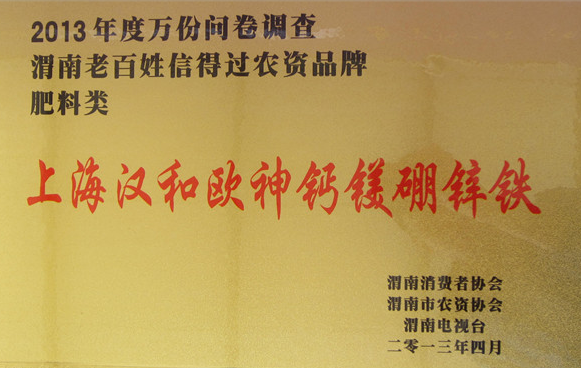 2013年度万份问卷调查
渭南老百姓信得过农资品牌
肥料类
上海汉和欧神钙镁硼锌铁
渭南消费者协会
渭南市农资协会
渭南电视台
二零一三年四月